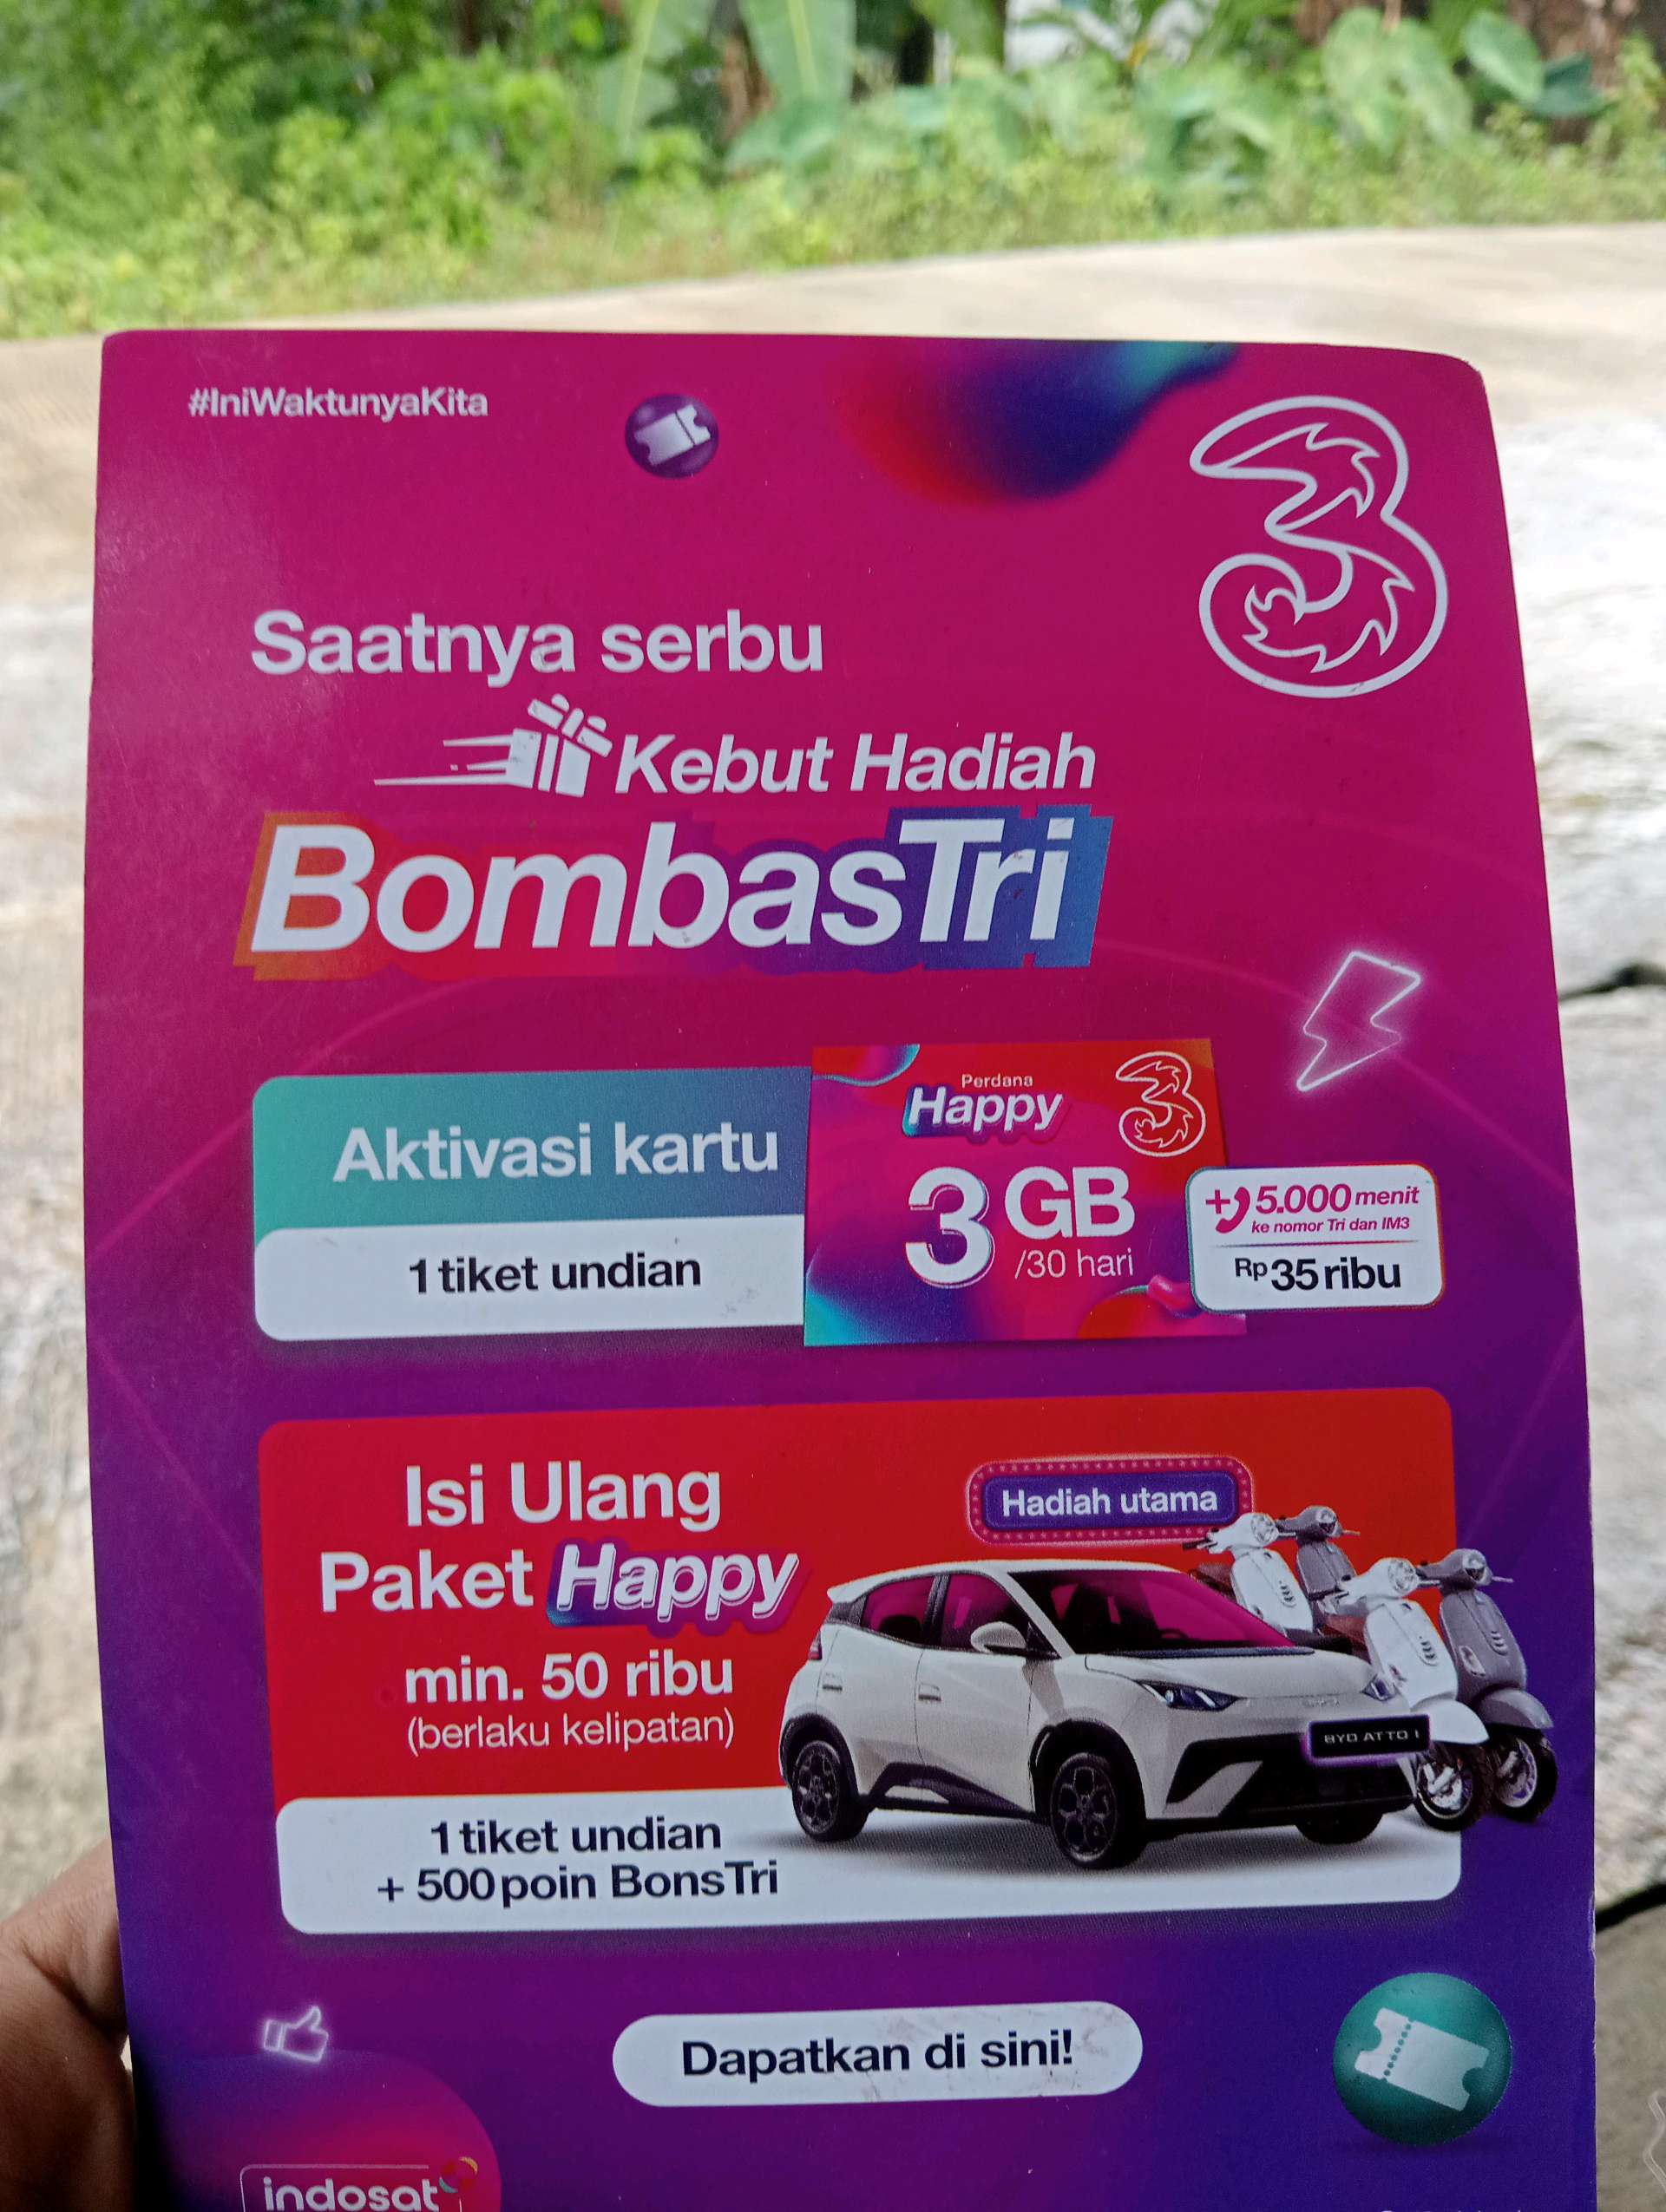 #IniWaktunyaKita
3
Saatnya serbu
Kebut Hadiah
BombasTri
Aktivasi kartu
1 tiket undian
Perdana
Happy
3
3 GB
/30 hari
+ 5.000 menit
ke nomor Tri dan IM3
Rp35 ribu
Isi Ulang
Paket Happy
min. 50 ribu
(berlaku kelipatan)
1 tiket undian
+ 500 poin BonsTri
Hadiah utama
BYD ATTO 1
Dapatkan di sini!
indosat